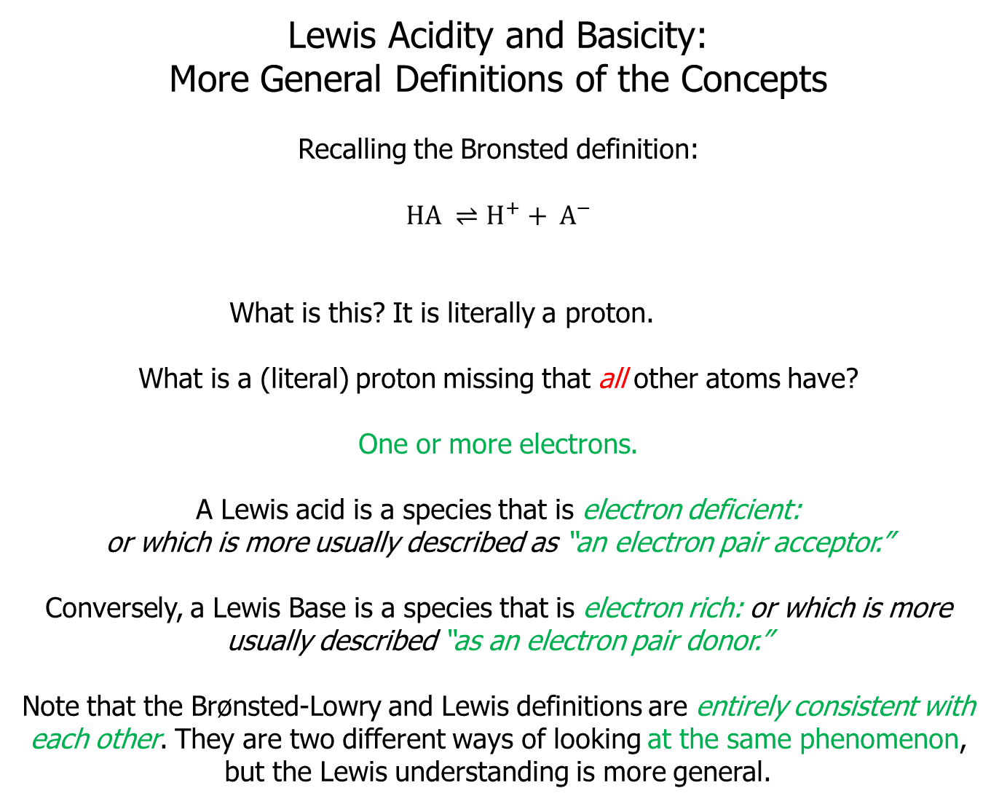 Lewis Acidity and Basicity:
More General Definitions of the Concepts
Recalling the Bronsted definition:
HA ⇌ H⁺ + A⁻
What is this? It is literally a proton.
What is a (literal) proton missing that all other atoms have?
One or more electrons.
A Lewis acid is a species that is electron deficient:
or which is more usually described as “an electron pair acceptor.”
Conversely, a Lewis Base is a species that is electron rich: or which is more
usually described “as an electron pair donor.”
Note that the Brønsted-Lowry and Lewis definitions are entirely consistent with
each other. They are two different ways of looking at the same phenomenon,
but the Lewis understanding is more general.